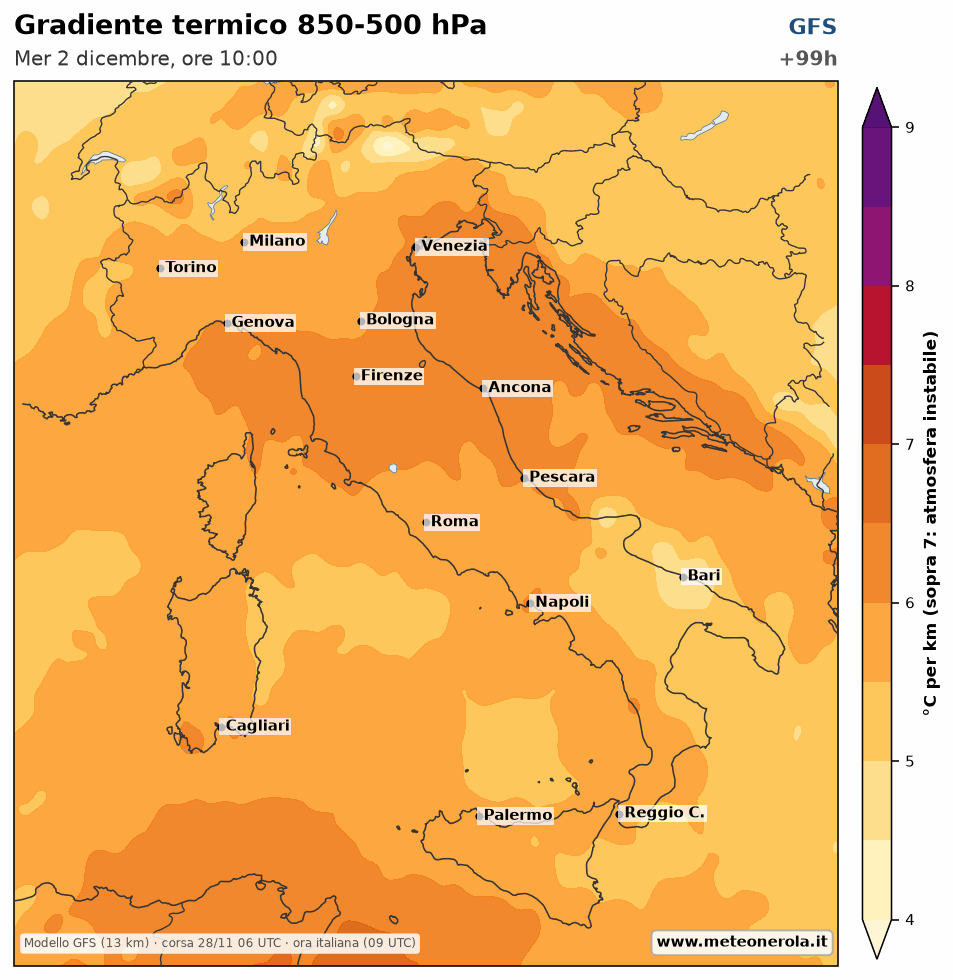 Gradiente termico 850-500 hPa
GFS
Mer 2 dicembre, ore 10:00
+99h
Milano
Venezia
Torino
Genova
Bologna
Firenze
Ancona
Pescara
Roma
Bari
Napoli
Cagliari
Palermo
Reggio C.
9
8
7
6
5
4
°C per km (sopra 7: atmosfera instabile)
Modello GFS (13 km) · corsa 28/11 06 UTC · ora italiana (09 UTC)
www.meteonerola.it